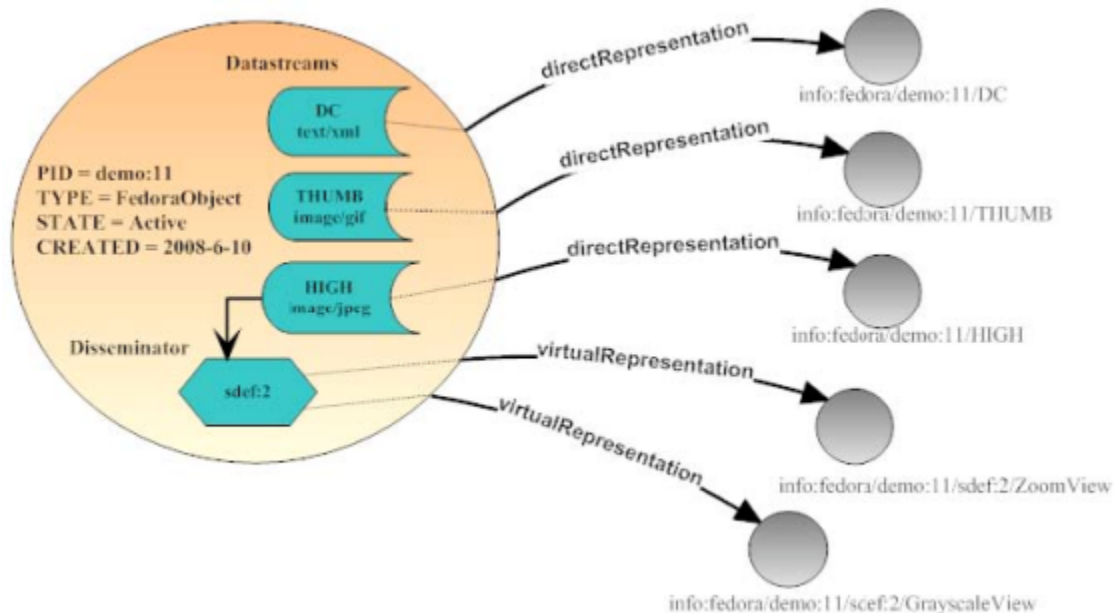 Datastreams
DC
text/xml
directRepresentation
info:fedora/demo:11/DC
PID = demo:11
TYPE = FedoraObject
STATE = Active
CREATED = 2008-6-10
THUMB
image/gif
directRepresentation
info:fedora/demo:11/THUMB
HIGH
image/jpeg
directRepresentation
info:fedora/demo:11/HIGH
Disseminator
sdef:2
virtualRepresentation
info:fedora/demo:11/sdef:2/ZoomView
virtualRepresentation
info:fedora/demo:11/scef:2/GrayscaleView